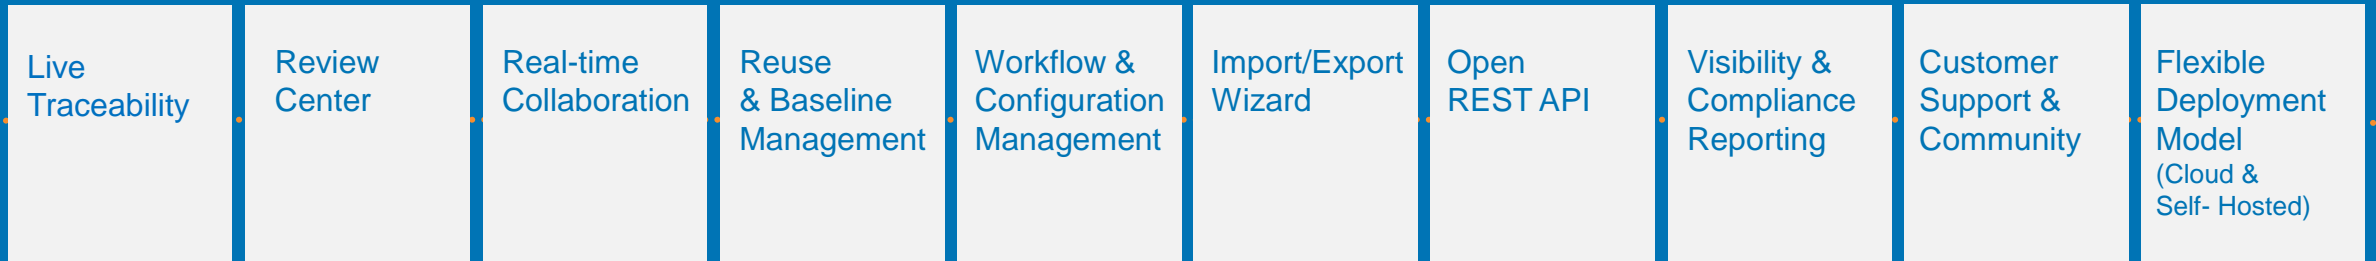 Live
Traceability
Review
Center
Real-time
Collaboration
Reuse
& Baseline
Management
Workflow &
Configuration
Management
Import/Export
Wizard
Open
REST API
Visibility &
Compliance
Reporting
Customer
Support &
Community
Flexible
Deployment
Model
(Cloud &
Self- Hosted)